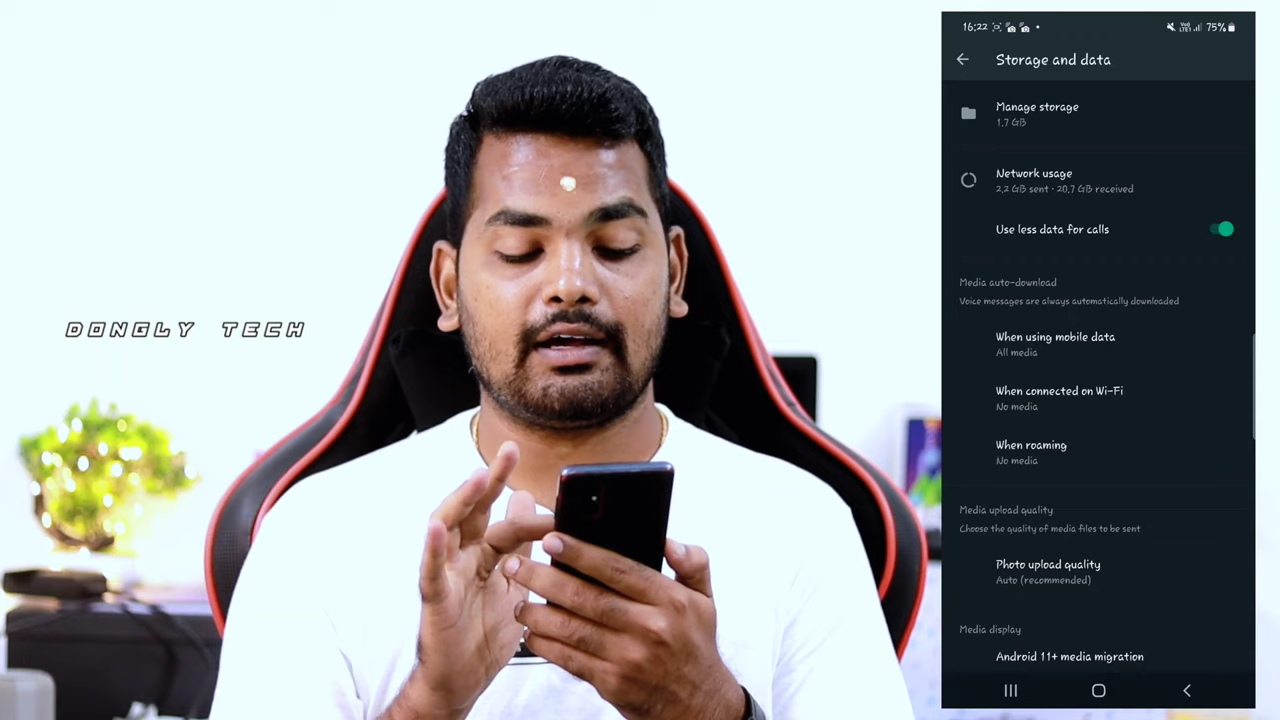 DONGLY TECH
16:22
75%
Storage and data
Manage storage
1,7 GB
Network usage
2,2 GB sent · 20,7 GB received
Use less data for calls
Media auto-download
Voice messages are always automatically downloaded
When using mobile data
All media
When connected on Wi-Fi
No media
When roaming
No media
Media upload quality
Choose the quality of media files to be sent
Photo upload quality
Auto (recommended)
Media display
Android 11+ media migration